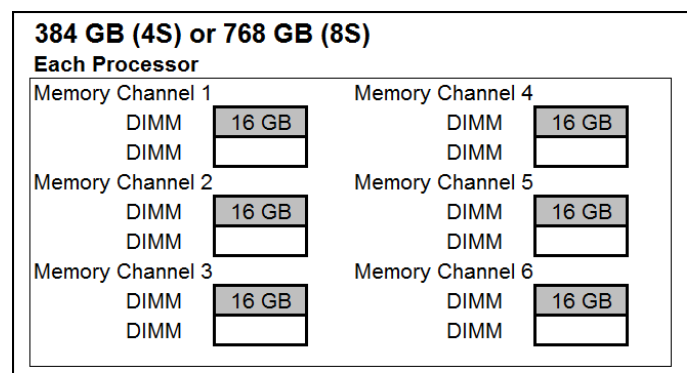 384 GB (4S) or 768 GB (8S)
Each Processor
Memory Channel 1 Memory Channel 4
DIMM 16 GB DIMM 16 GB
DIMM DIMM
Memory Channel 2 Memory Channel 5
DIMM 16 GB DIMM 16 GB
DIMM DIMM
Memory Channel 3 Memory Channel 6
DIMM 16 GB DIMM 16 GB
DIMM DIMM